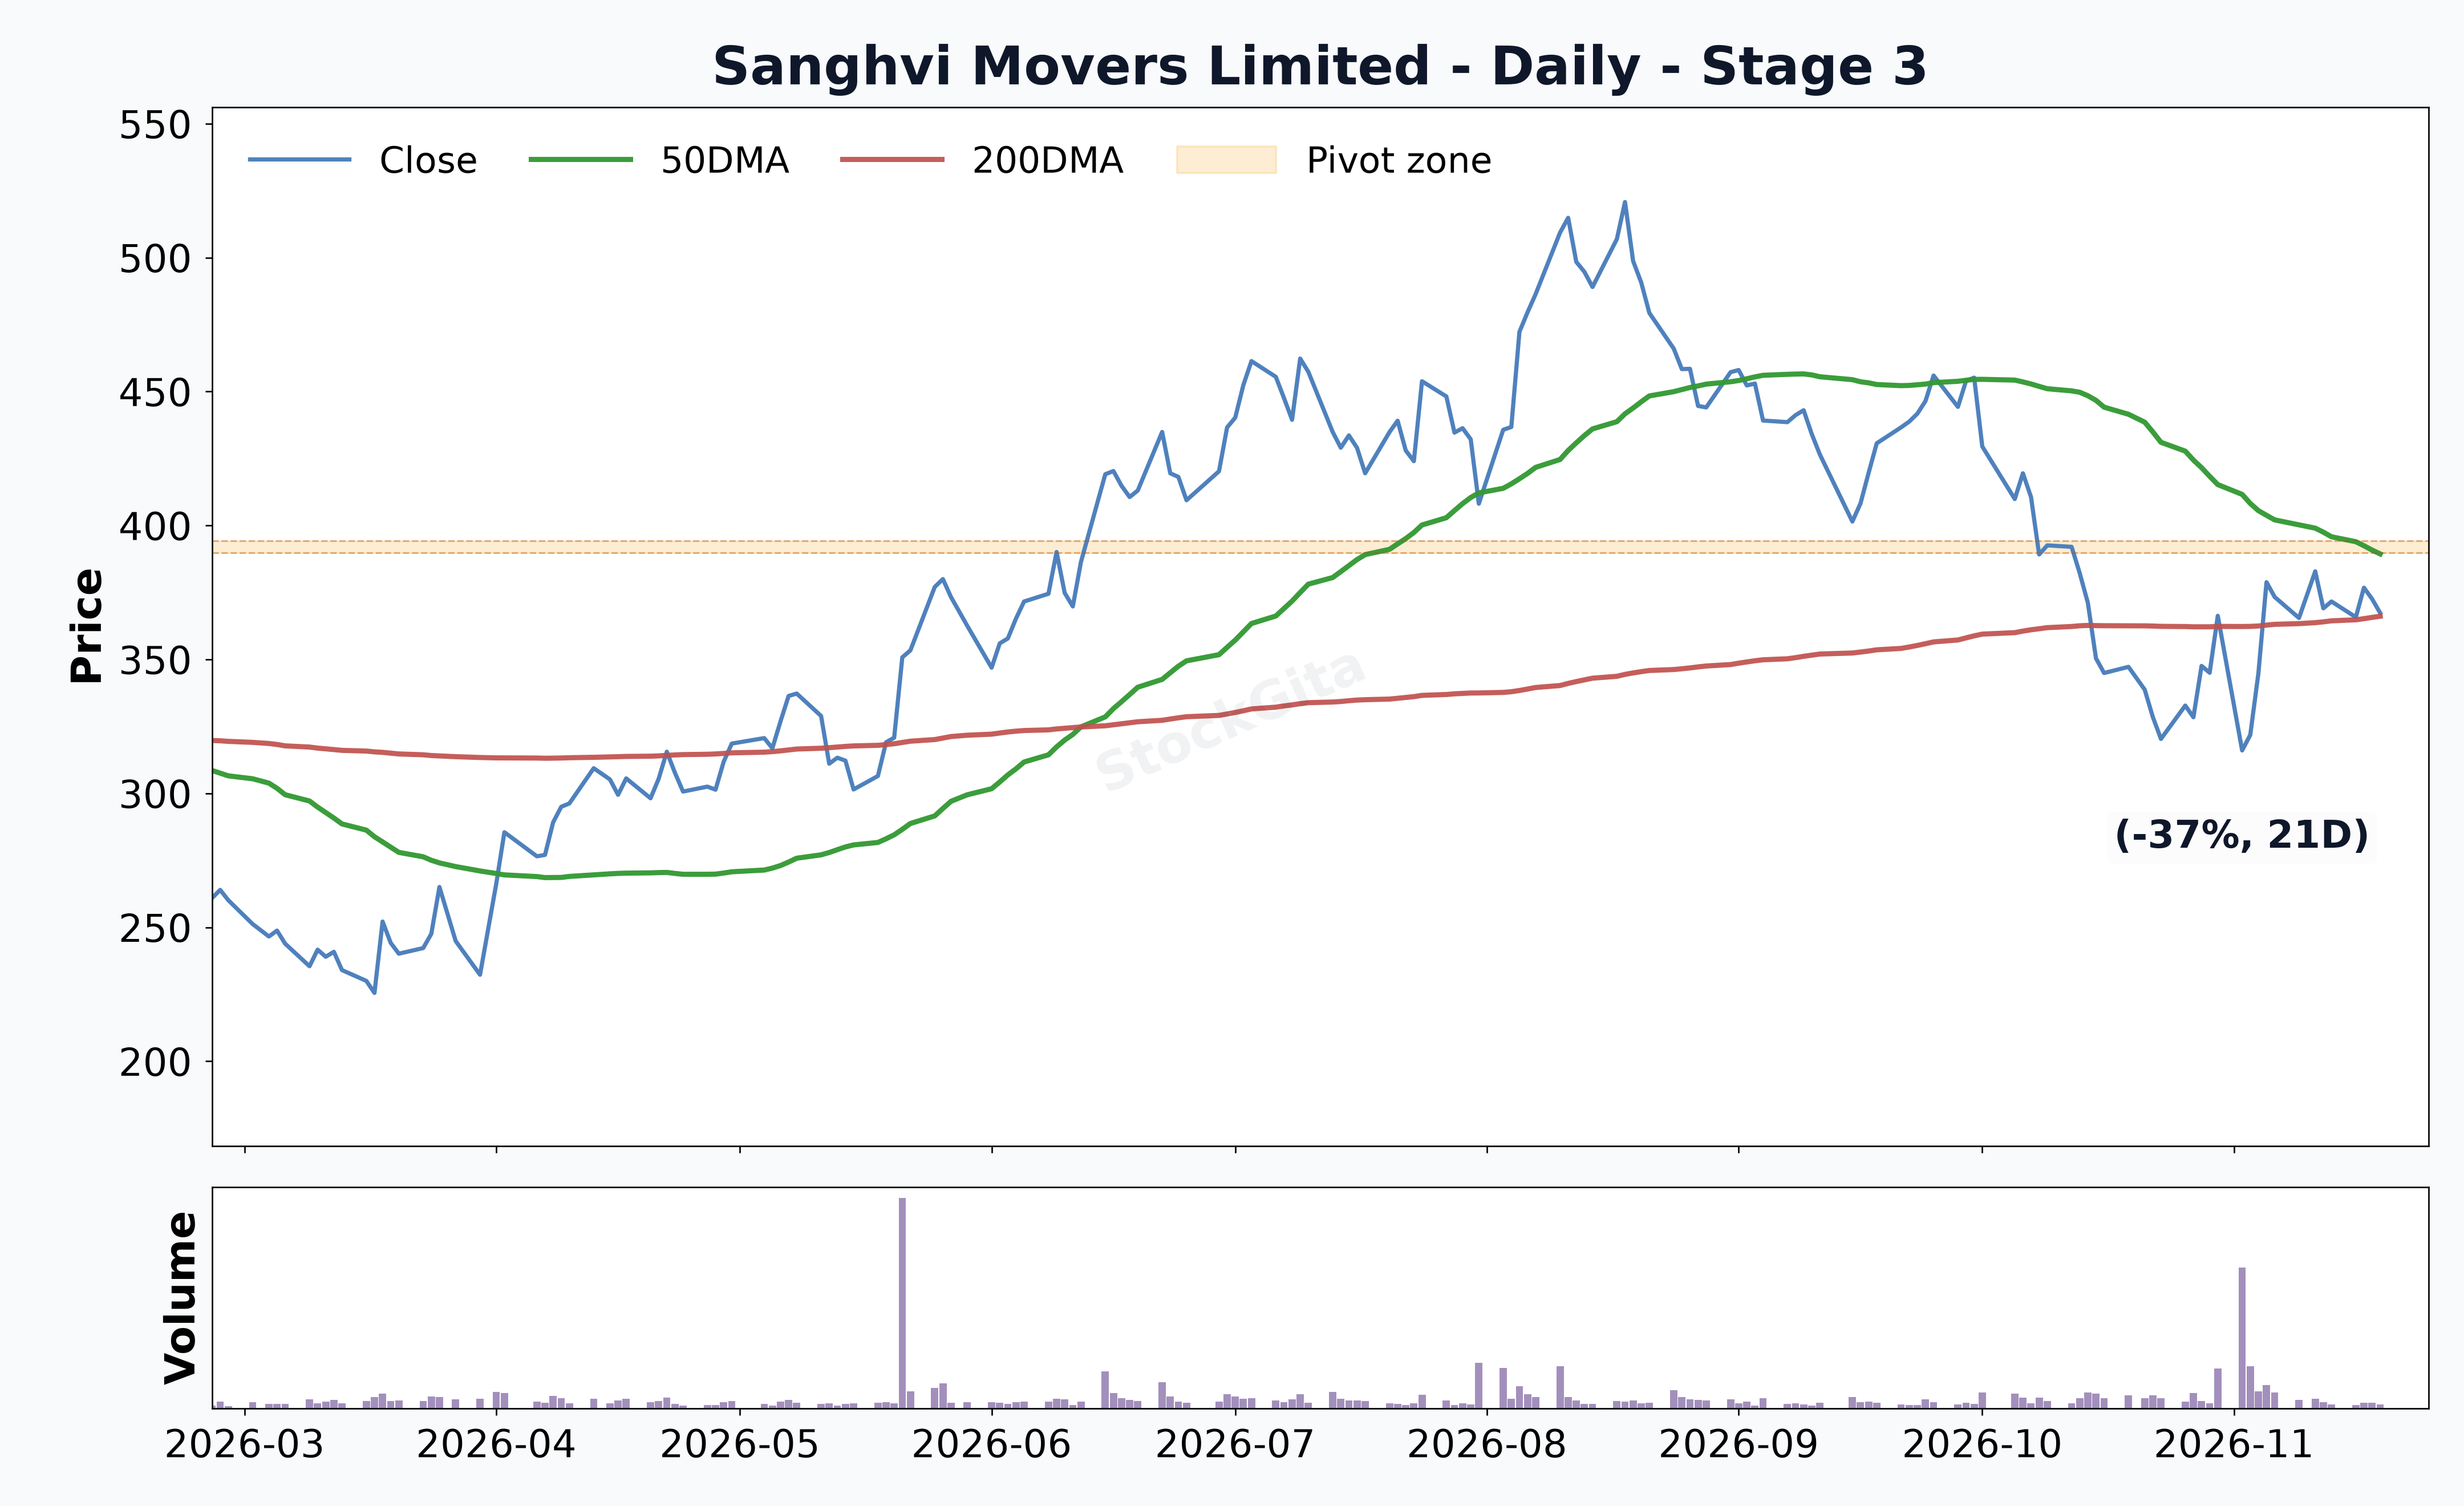 Sanghvi Movers Limited - Daily - Stage 3
Close 50DMA 200DMA Pivot zone
Price
550
500
450
400
350
300
250
200
StockGita
(-37%, 21D)
Volume
2026-03 2026-04 2026-05 2026-06 2026-07 2026-08 2026-09 2026-10 2026-11